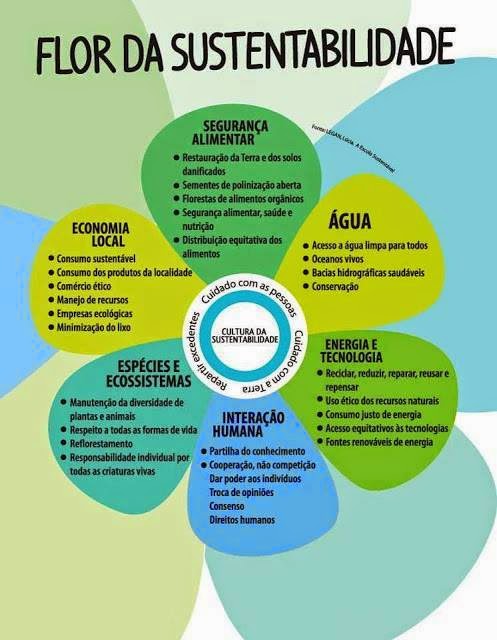 FLOR DA SUSTENTABILIDADE
Fonte: LEGAN, Lúcia. A Escola Sustentável
SEGURANÇA
ALIMENTAR
• Restauração da Terra e dos solos
danificados
• Sementes de polinização aberta
• Florestas de alimentos orgânicos
• Segurança alimentar, saúde e
nutrição
• Distribuição equitativa dos
alimentos
ÁGUA
• Acesso a água limpa para todos
• Oceanos vivos
• Bacias hidrográficas saudáveis
• Conservação
ECONOMIA
LOCAL
• Consumo sustentável
• Consumo dos produtos da localidade
• Comércio ético
• Manejo de recursos
• Empresas ecológicas
• Minimização do lixo
Cuidado com as pessoas
Cuidado com a Terra
Repartir excedentes
CULTURA DA
SUSTENTABILIDADE
ENERGIA E
TECNOLOGIA
• Reciclar, reduzir, reparar, reusar e
repensar
• Uso ético dos recursos naturais
• Consumo justo de energia
• Acesso equitativos às tecnologias
• Fontes renováveis de energia
ESPÉCIES E
ECOSSISTEMAS
• Manutenção da diversidade de
plantas e animais
• Respeito a todas as formas de vida
• Reflorestamento
• Responsabilidade individual por
todas as criaturas vivas
INTERAÇÃO
HUMANA
• Partilha do conhecimento
• Cooperação, não competição
Dar poder aos indivíduos
Troca de opiniões
Consenso
Direitos humanos